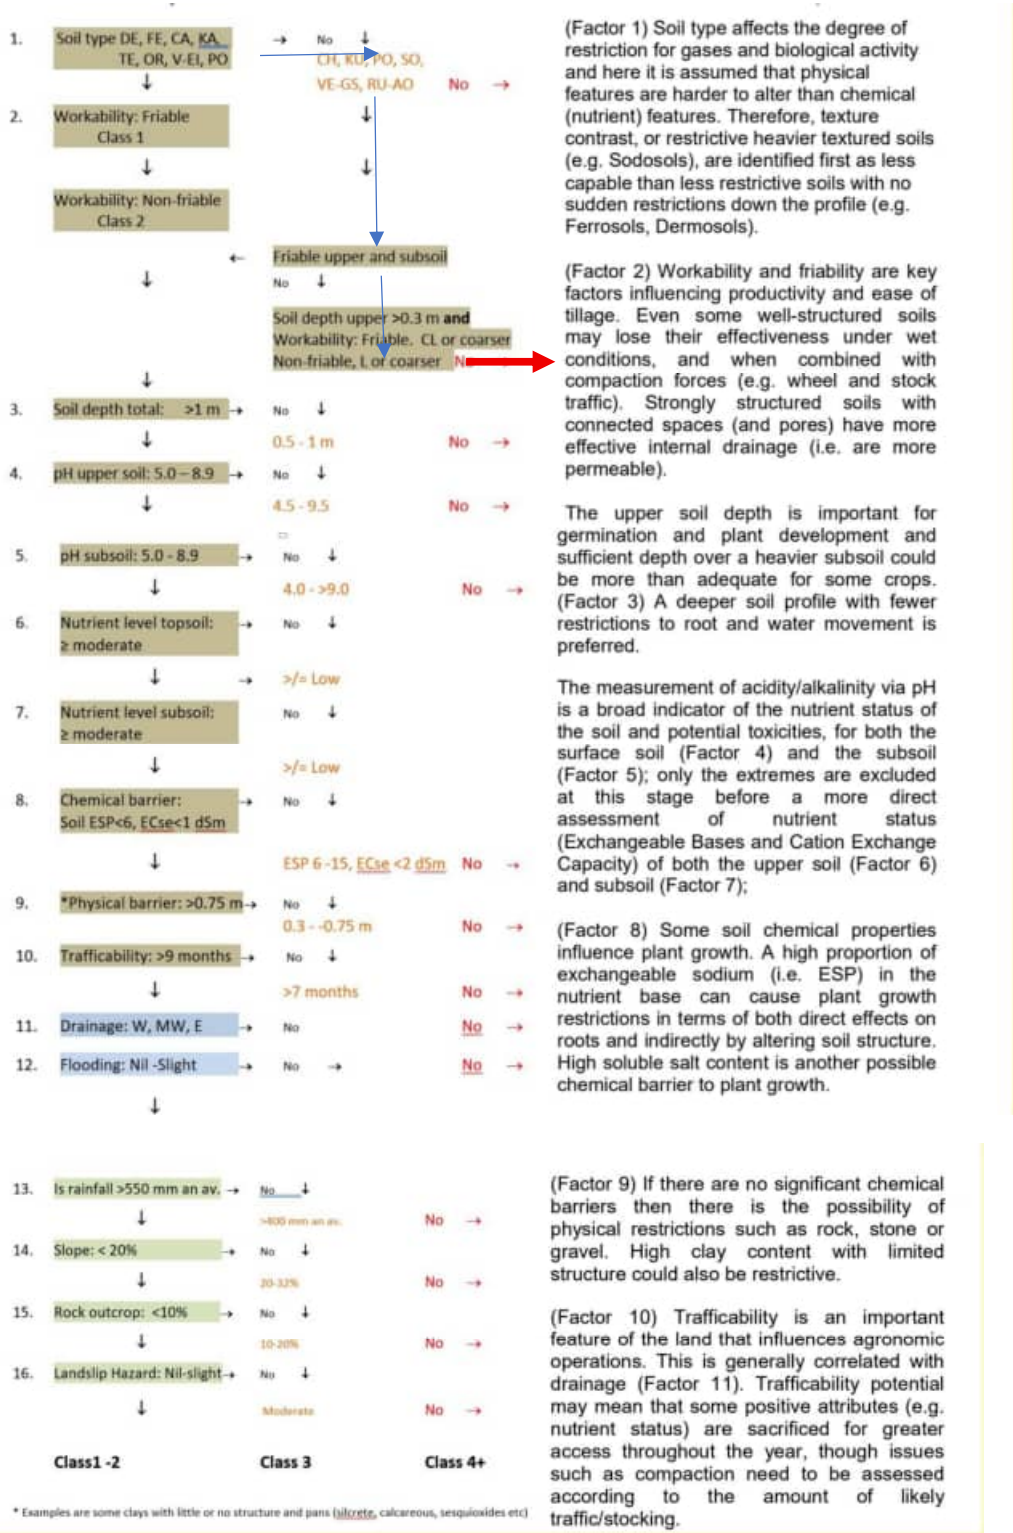 1. Soil type DE, FE, CA, KA, → No ↓
TE, OR, V-EI, PO
CH, KU, PO, SO,
VE-GS, RU-AO No →
2. Workability: Friable
Class 1
Workability: Non-friable
Class 2
← Friable upper and subsoil
No ↓
Soil depth upper >0.3 m and
Workability: Friable. CL or coarser
Non-friable, L or coarser
3. Soil depth total: >1 m → No ↓
0.5 - 1 m No →
4. pH upper soil: 5.0 – 8.9 → No ↓
4.5 - 9.5 No →
5. pH subsoil: 5.0 - 8.9 → No ↓
4.0 - >9.0 No →
6. Nutrient level topsoil: → No ↓
≥ moderate
→ >/= Low
7. Nutrient level subsoil: No ↓
≥ moderate
>/= Low
8. Chemical barrier: → No ↓
Soil ESP<6, ECse<1 dSm
ESP 6 -15, ECse <2 dSm No →
9. *Physical barrier: >0.75 m→ No ↓
0.3 - -0.75 m No →
10. Trafficability: >9 months → No ↓
>7 months No →
11. Drainage: W, MW, E → No No →
12. Flooding: Nil -Slight → No → No →
13. Is rainfall >550 mm an av. → No ↓
>400 mm an av. No →
14. Slope: < 20% → No ↓
20-32% No →
15. Rock outcrop: <10% → No ↓
10-20% No →
16. Landslip Hazard: Nil-slight→ No ↓
Moderate No →
Class1 -2 Class 3 Class 4+
* Examples are some clays with little or no structure and pans (silcrete, calcareous, sesquioxides etc)
(Factor 1) Soil type affects the degree of
restriction for gases and biological activity
and here it is assumed that physical
features are harder to alter than chemical
(nutrient) features. Therefore, texture
contrast, or restrictive heavier textured soils
(e.g. Sodosols), are identified first as less
capable than less restrictive soils with no
sudden restrictions down the profile (e.g.
Ferrosols, Dermosols).
(Factor 2) Workability and friability are key
factors influencing productivity and ease of
tillage. Even some well-structured soils
may lose their effectiveness under wet
conditions, and when combined with
compaction forces (e.g. wheel and stock
traffic). Strongly structured soils with
connected spaces (and pores) have more
effective internal drainage (i.e. are more
permeable).
The upper soil depth is important for
germination and plant development and
sufficient depth over a heavier subsoil could
be more than adequate for some crops.
(Factor 3) A deeper soil profile with fewer
restrictions to root and water movement is
preferred.
The measurement of acidity/alkalinity via pH
is a broad indicator of the nutrient status of
the soil and potential toxicities, for both the
surface soil (Factor 4) and the subsoil
(Factor 5); only the extremes are excluded
at this stage before a more direct
assessment of nutrient status
(Exchangeable Bases and Cation Exchange
Capacity) of both the upper soil (Factor 6)
and subsoil (Factor 7);
(Factor 8) Some soil chemical properties
influence plant growth. A high proportion of
exchangeable sodium (i.e. ESP) in the
nutrient base can cause plant growth
restrictions in terms of both direct effects on
roots and indirectly by altering soil structure.
High soluble salt content is another possible
chemical barrier to plant growth.
(Factor 9) If there are no significant chemical
barriers then there is the possibility of
physical restrictions such as rock, stone or
gravel. High clay content with limited
structure could also be restrictive.
(Factor 10) Trafficability is an important
feature of the land that influences agronomic
operations. This is generally correlated with
drainage (Factor 11). Trafficability potential
may mean that some positive attributes (e.g.
nutrient status) are sacrificed for greater
access throughout the year, though issues
such as compaction need to be assessed
according to the amount of likely
traffic/stocking.